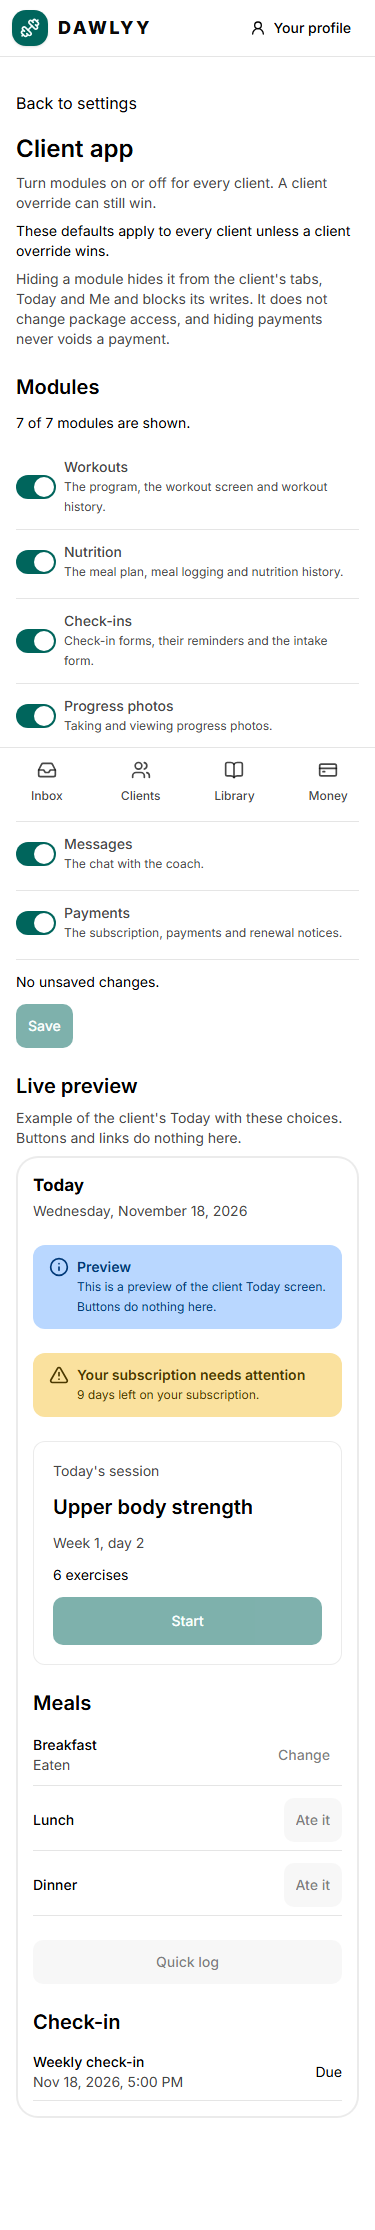 DAWLYY
Your profile
Back to settings
Client app
Turn modules on or off for every client. A client
override can still win.
These defaults apply to every client unless a client
override wins.
Hiding a module hides it from the client's tabs,
Today and Me and blocks its writes. It does not
change package access, and hiding payments
never voids a payment.
Modules
7 of 7 modules are shown.
Workouts
The program, the workout screen and workout
history.
Nutrition
The meal plan, meal logging and nutrition history.
Check-ins
Check-in forms, their reminders and the intake
form.
Progress photos
Taking and viewing progress photos.
Inbox
Clients
Library
Money
Messages
The chat with the coach.
Payments
The subscription, payments and renewal notices.
No unsaved changes.
Save
Live preview
Example of the client's Today with these choices.
Buttons and links do nothing here.
Today
Wednesday, November 18, 2026
Preview
This is a preview of the client Today screen.
Buttons do nothing here.
Your subscription needs attention
9 days left on your subscription.
Today's session
Upper body strength
Week 1, day 2
6 exercises
Start
Meals
Breakfast
Eaten
Change
Lunch
Ate it
Dinner
Ate it
Quick log
Check-in
Weekly check-in
Nov 18, 2026, 5:00 PM
Due